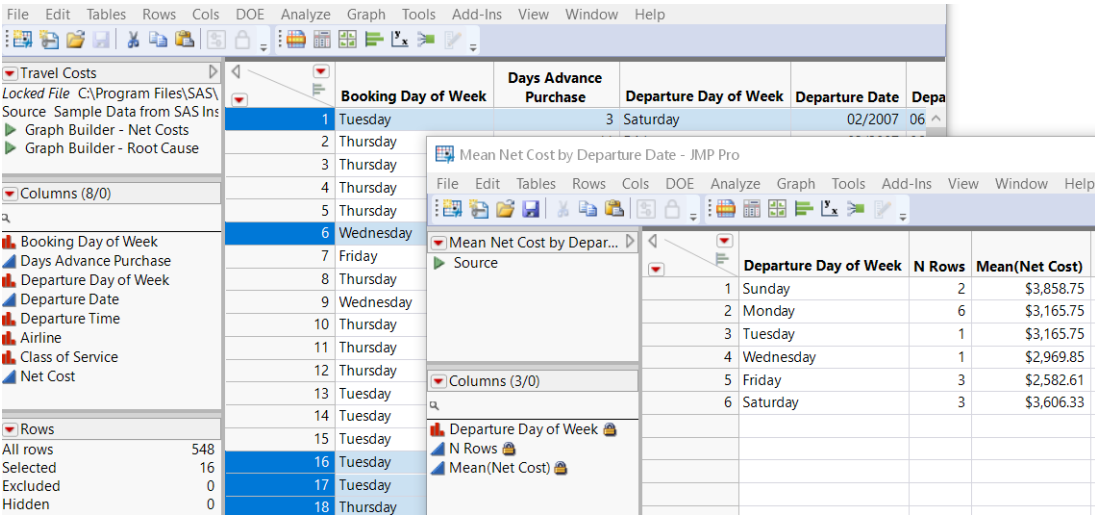 File Edit Tables Rows Cols DOE Analyze Graph Tools Add-Ins View Window Help
Travel Costs
Locked File C:\Program Files\SAS\
Source Sample Data from SAS Ins
Graph Builder - Net Costs
Graph Builder - Root Cause
Columns (8/0)
Booking Day of Week
Days Advance Purchase
Departure Day of Week
Departure Date
Departure Time
Airline
Class of Service
Net Cost
Rows
All rows 548
Selected 16
Excluded 0
Hidden 0
Booking Day of Week Days Advance Purchase Departure Day of Week Departure Date Depa
1 Tuesday 3 Saturday 02/2007 06
2 Thursday
3 Thursday
4 Thursday
5 Thursday
6 Wednesday
7 Friday
8 Thursday
9 Wednesday
10 Thursday
11 Thursday
12 Thursday
13 Tuesday
14 Tuesday
15 Tuesday
16 Tuesday
17 Tuesday
18 Thursday
Mean Net Cost by Departure Date - JMP Pro
File Edit Tables Rows Cols DOE Analyze Graph Tools Add-Ins View Window Help
Mean Net Cost by Depar...
Source
Columns (3/0)
Departure Day of Week
N Rows
Mean(Net Cost)
Departure Day of Week N Rows Mean(Net Cost)
1 Sunday 2 $3,858.75
2 Monday 6 $3,165.75
3 Tuesday 1 $3,165.75
4 Wednesday 1 $2,969.85
5 Friday 3 $2,582.61
6 Saturday 3 $3,606.33